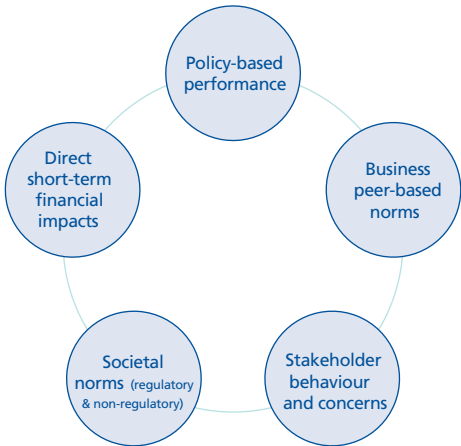 Policy-based
performance
Business
peer-based
norms
Stakeholder
behaviour
and concerns
Societal
norms (regulatory
& non-regulatory)
Direct
short-term
financial
impacts